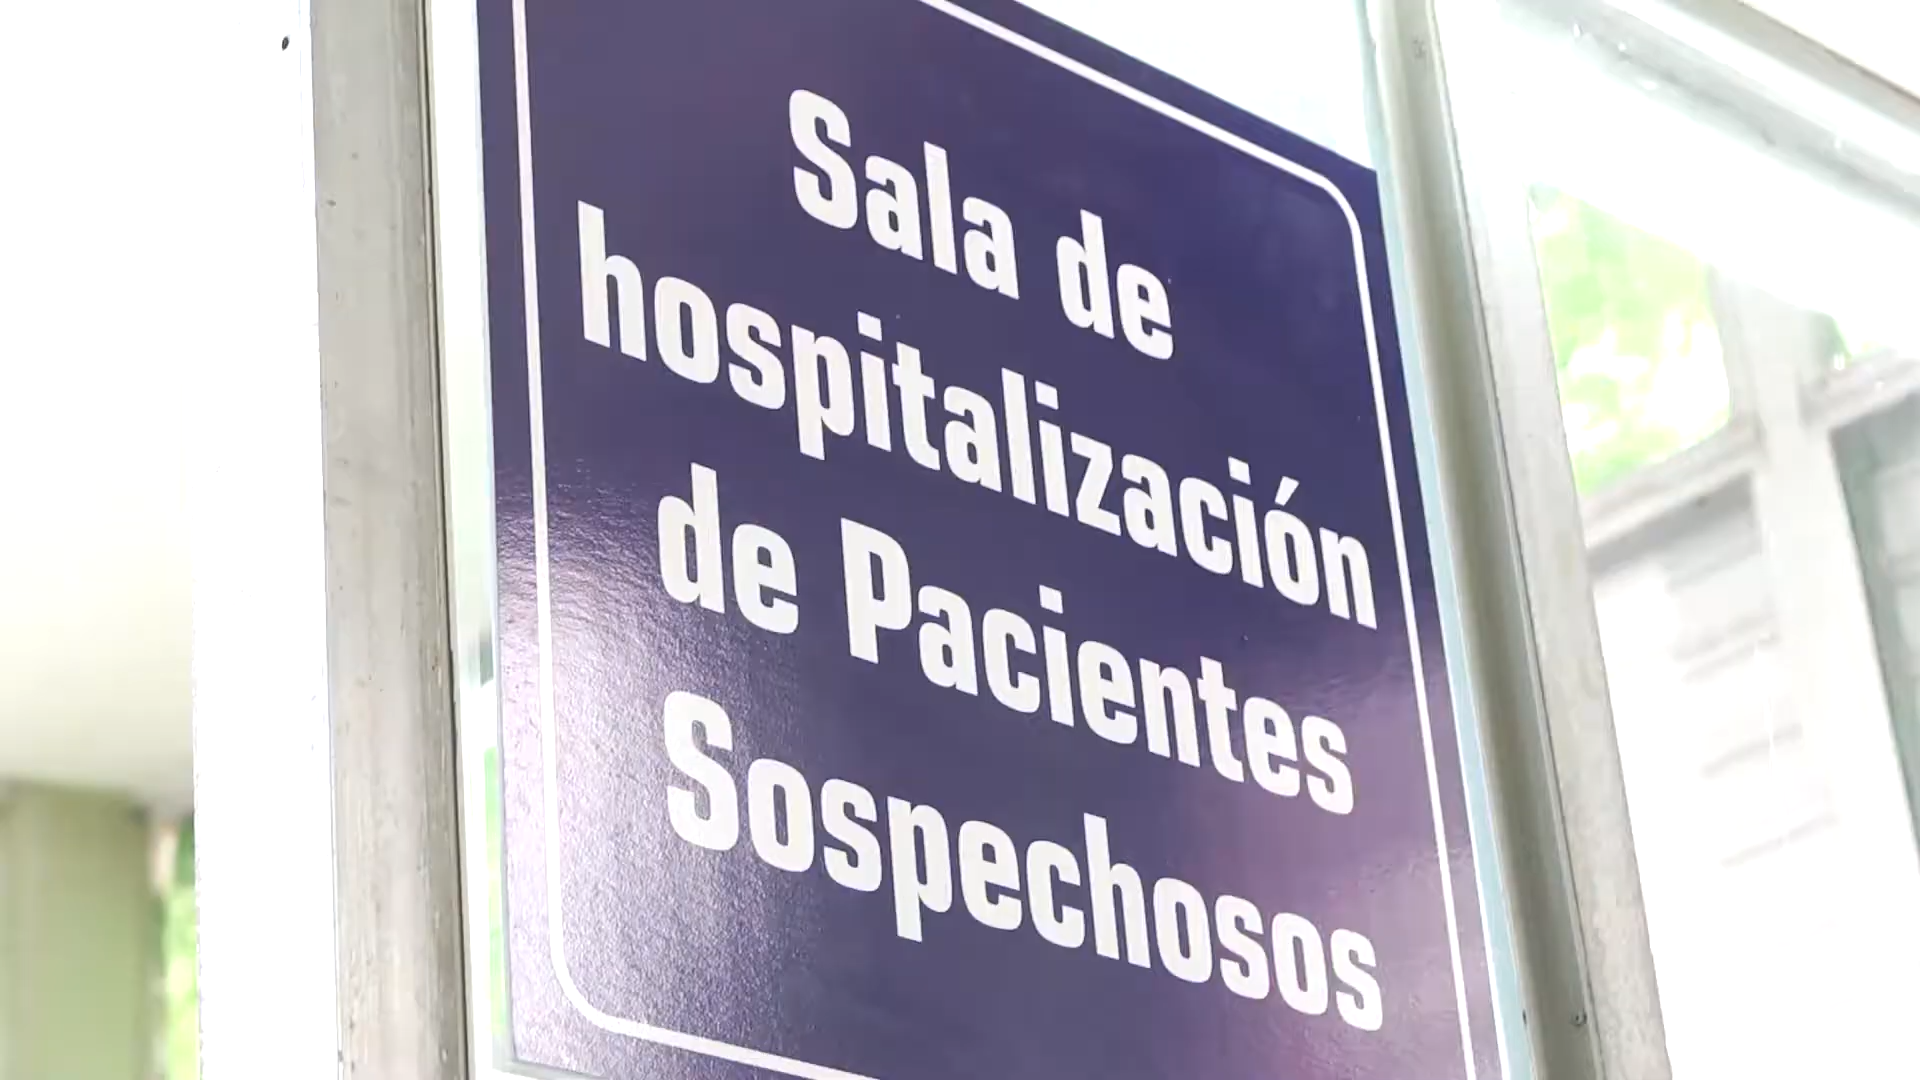 Sala de
hospitalización
de Pacientes
Sospechosos